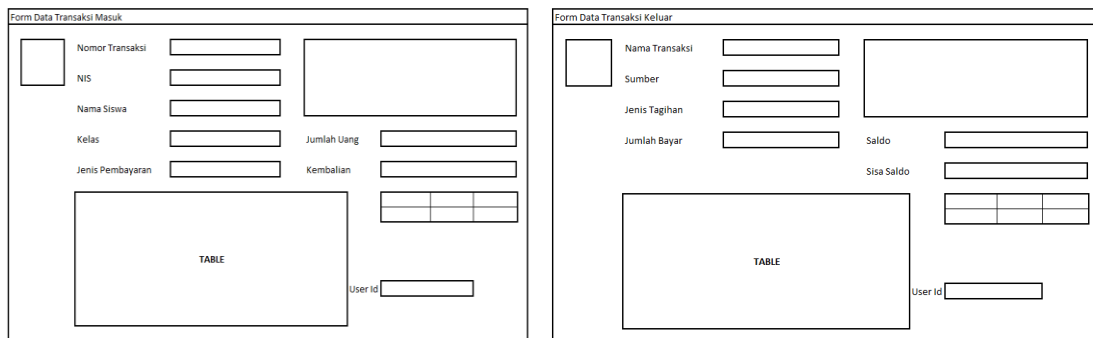 Form Data Transaksi Masuk
Nomor Transaksi
NIS
Nama Siswa
Kelas
Jumlah Uang
Jenis Pembayaran
Kembalian
TABLE
User Id
Form Data Transaksi Keluar
Nama Transaksi
Sumber
Jenis Tagihan
Jumlah Bayar
Saldo
Sisa Saldo
TABLE
User Id